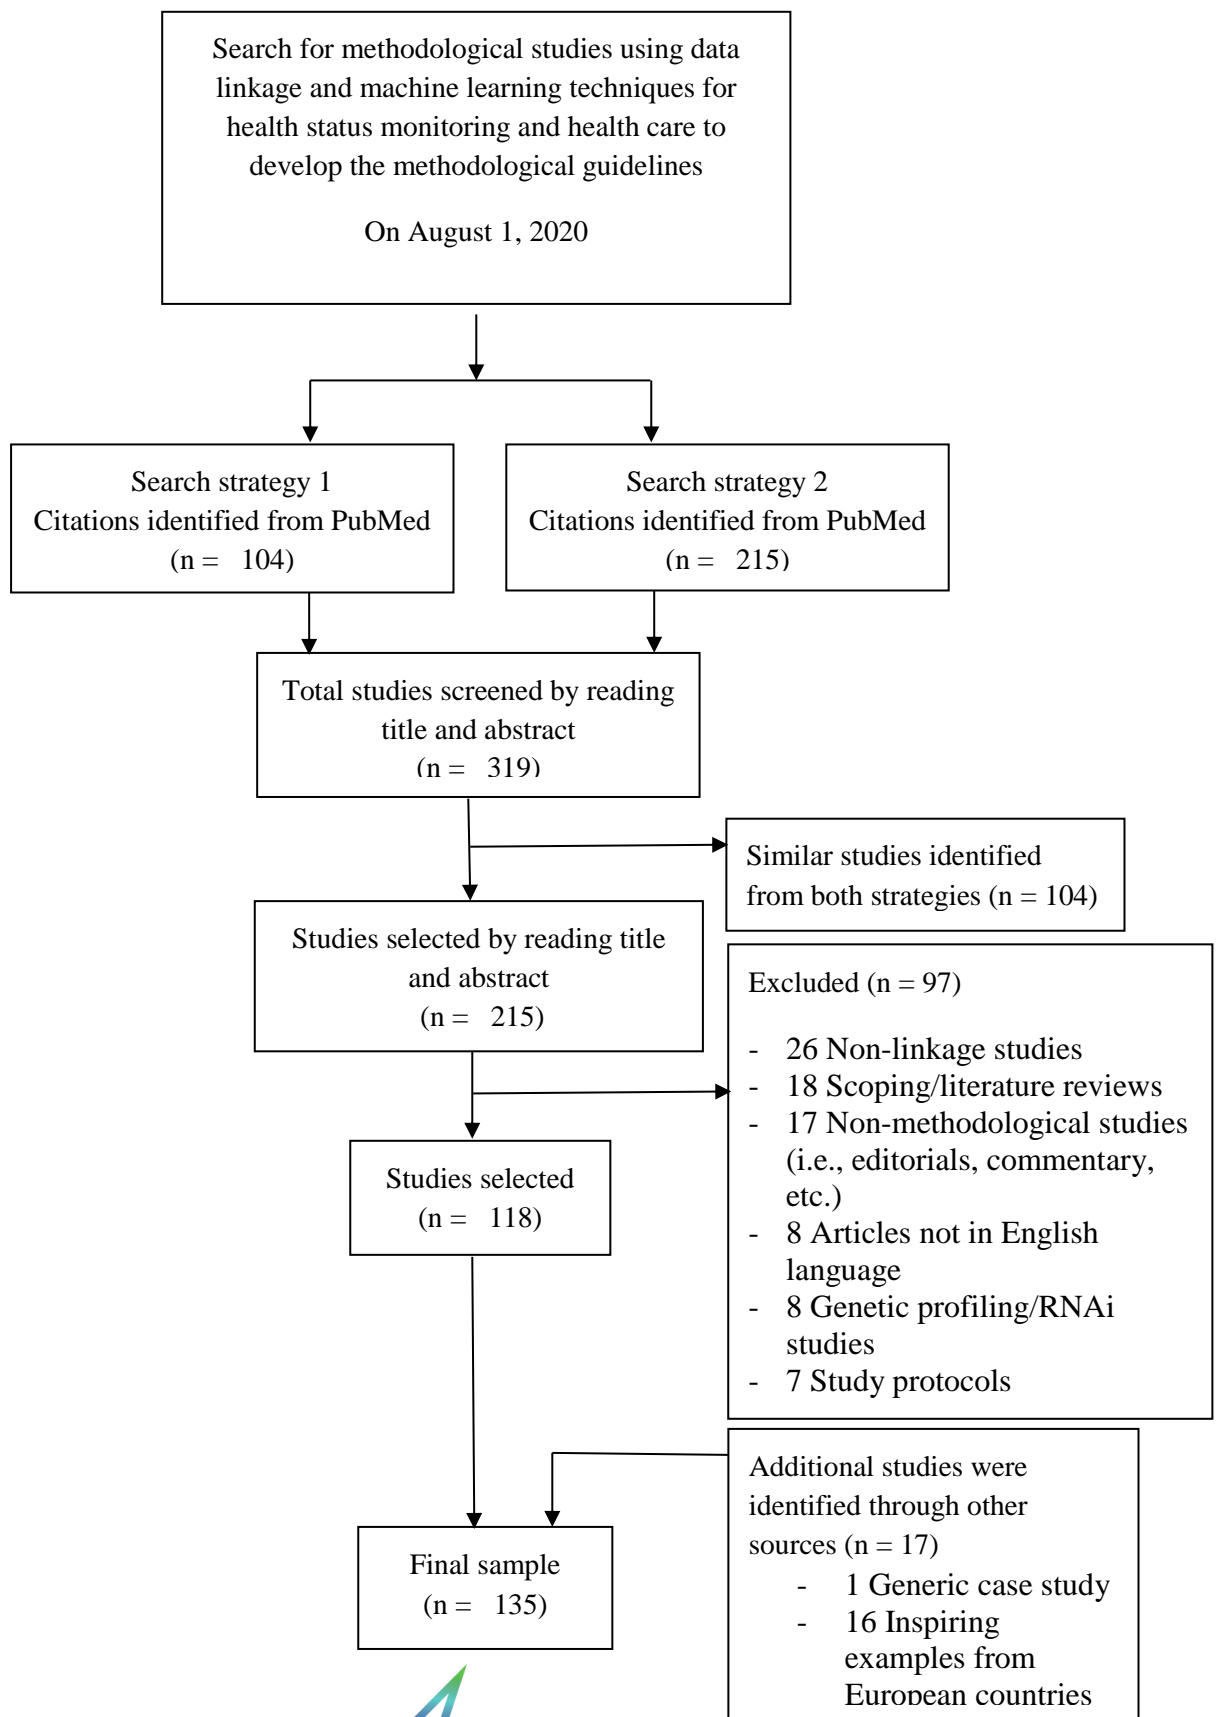 Search for methodological studies using data
linkage and machine learning techniques for
health status monitoring and health care to
develop the methodological guidelines
On August 1, 2020
Search strategy 1
Citations identified from PubMed
(n = 104)
Search strategy 2
Citations identified from PubMed
(n = 215)
Total studies screened by reading
title and abstract
(n = 319)
Similar studies identified
from both strategies (n = 104)
Studies selected by reading title
and abstract
(n = 215)
Excluded (n = 97)
- 26 Non-linkage studies
- 18 Scoping/literature reviews
- 17 Non-methodological studies
(i.e., editorials, commentary,
etc.)
- 8 Articles not in English
language
- 8 Genetic profiling/RNAi
studies
- 7 Study protocols
Studies selected
(n = 118)
Additional studies were
identified through other
sources (n = 17)
- 1 Generic case study
- 16 Inspiring
examples from
European countries
Final sample
(n = 135)